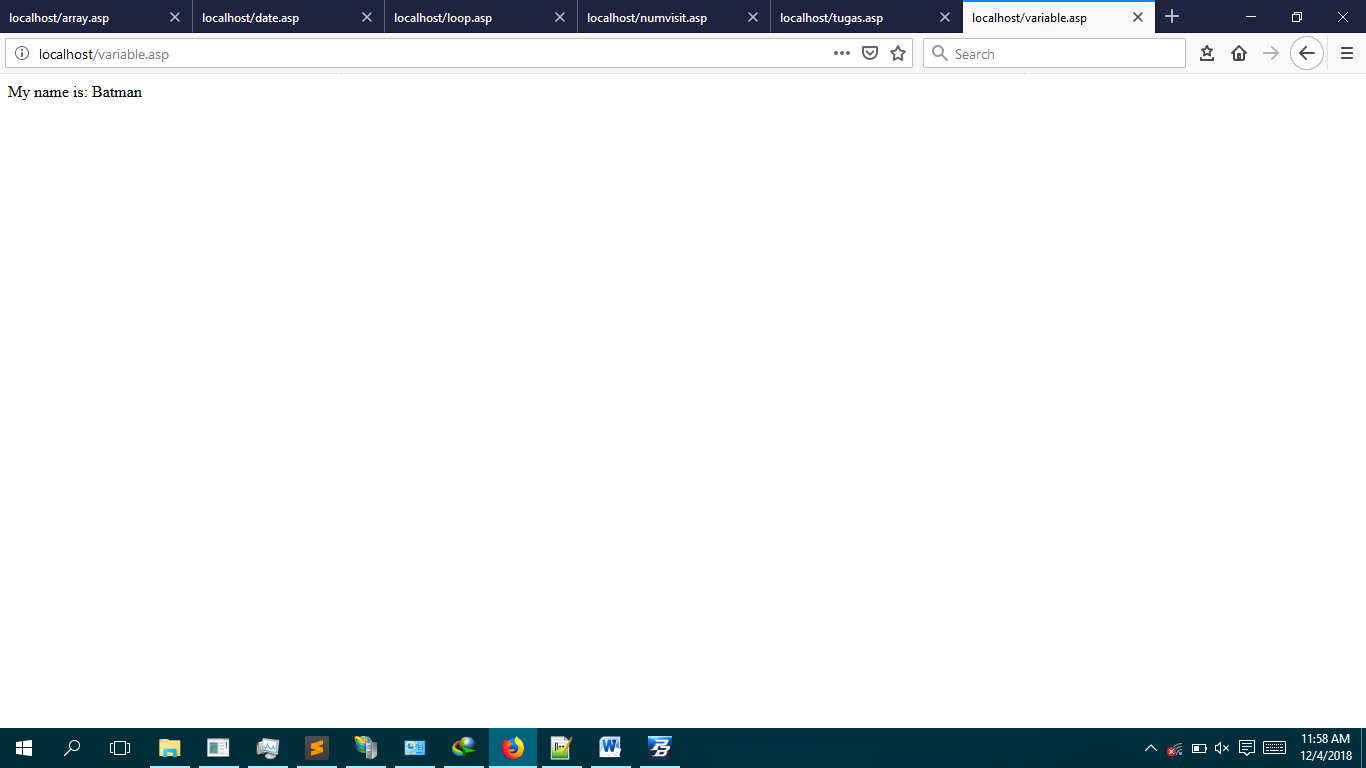 localhost/array.asp
localhost/date.asp
localhost/loop.asp
localhost/numvisit.asp
localhost/tugas.asp
localhost/variable.asp
localhost/variable.asp
Search
My name is: Batman
11:58 AM
12/4/2018